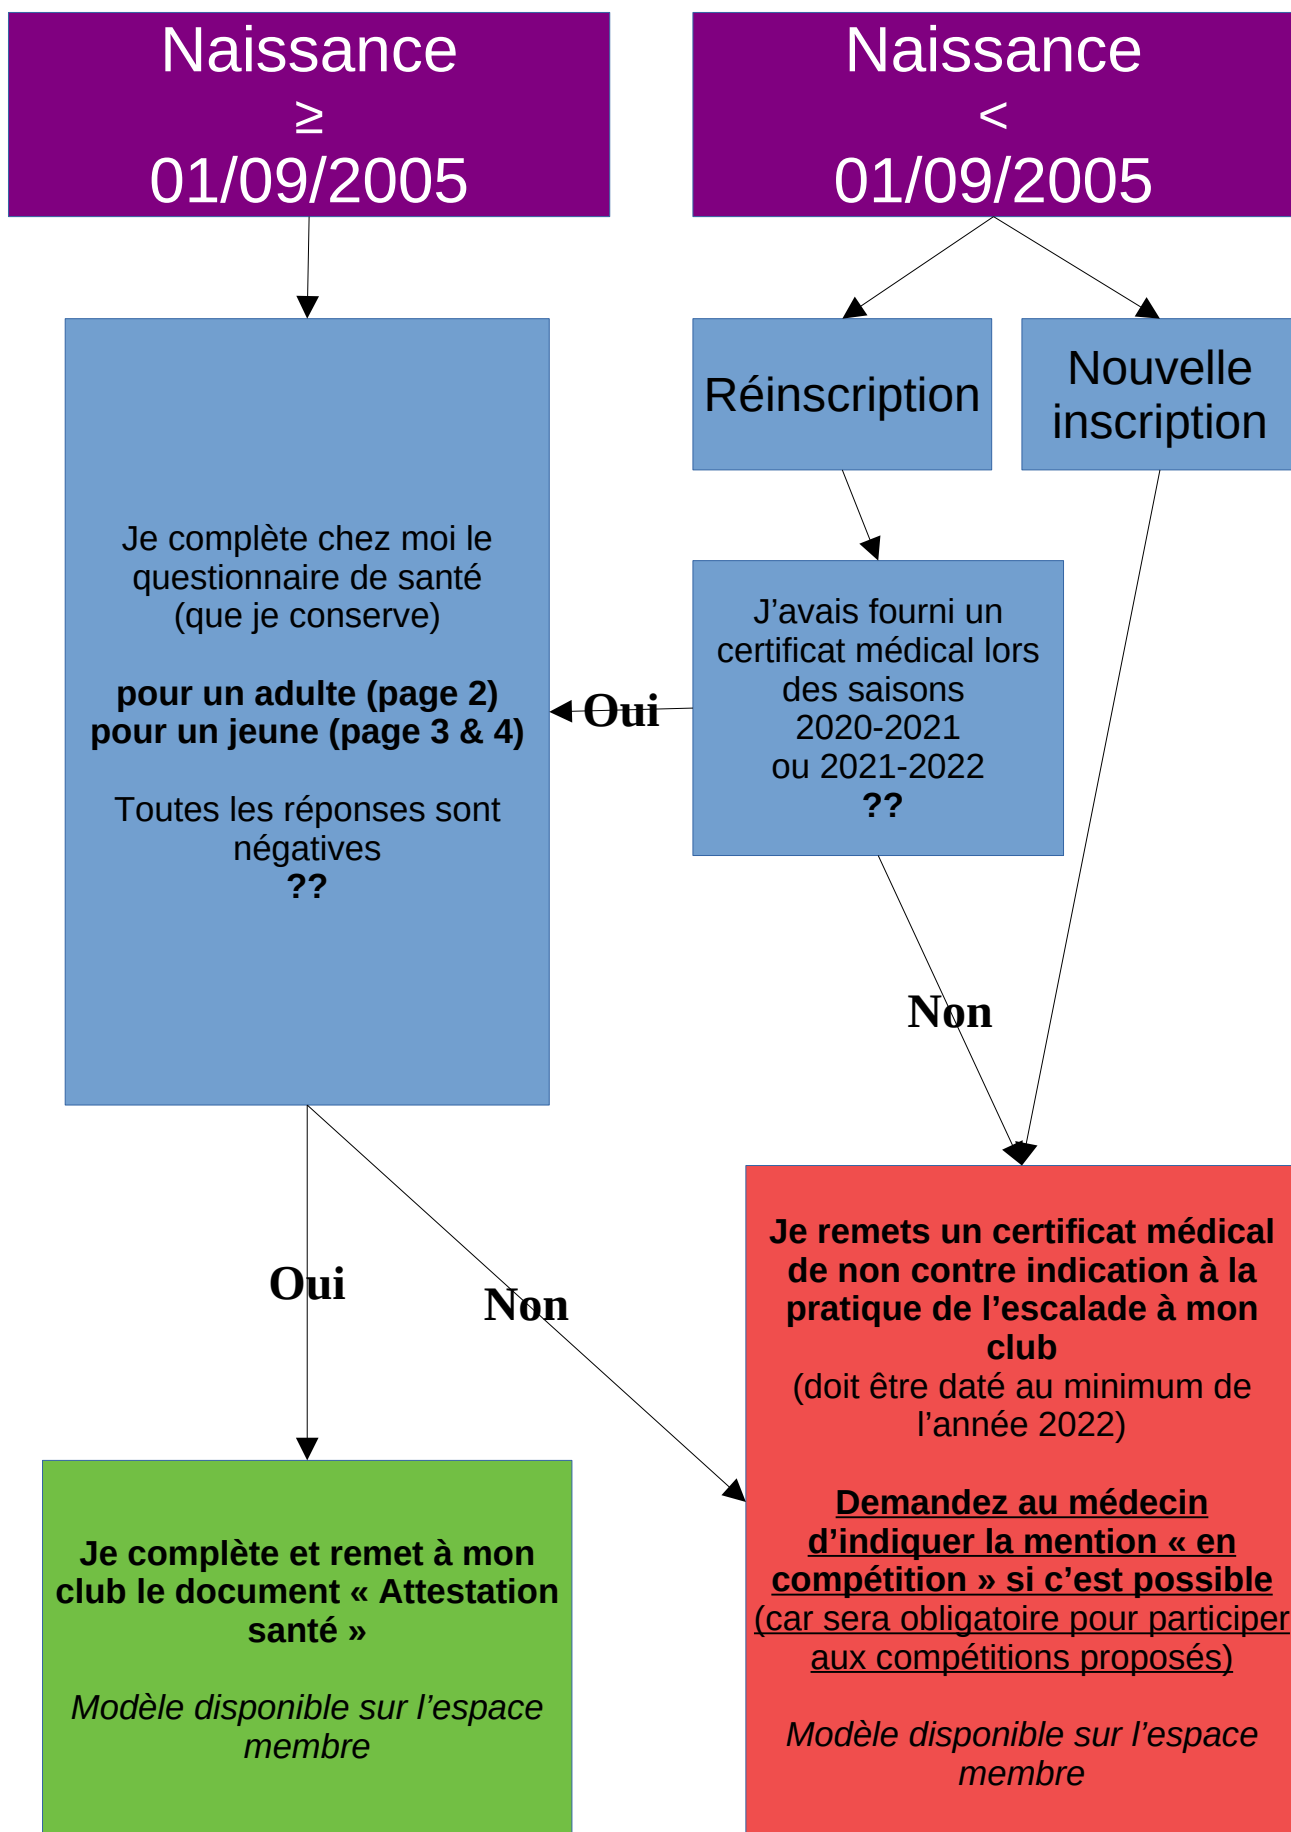 Naissance
≥
01/09/2005
Naissance
<
01/09/2005
Réinscription
Nouvelle
inscription
Je complète chez moi le
questionnaire de santé
(que je conserve)
pour un adulte (page 2)
pour un jeune (page 3 & 4)
Toutes les réponses sont
négatives
??
J’avais fourni un
certificat médical lors
des saisons
2020-2021
ou 2021-2022
??
Oui
Non
Oui
Non
Je remets un certificat médical
de non contre indication à la
pratique de l’escalade à mon
club
(doit être daté au minimum de
l’année 2022)
Demandez au médecin
d’indiquer la mention « en
compétition » si c’est possible
(car sera obligatoire pour participer
aux compétitions proposés)
Modèle disponible sur l’espace
membre
Je complète et remet à mon
club le document « Attestation
santé »
Modèle disponible sur l’espace
membre